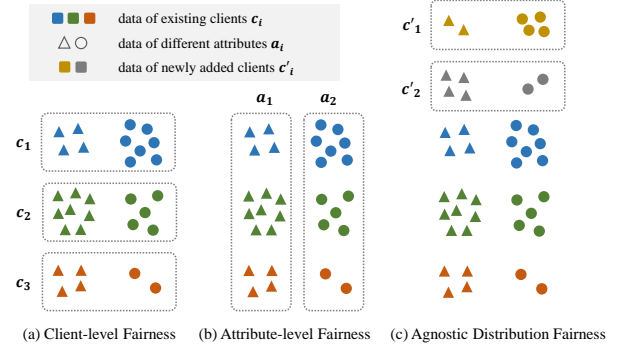 data of existing clients c_i
data of different attributes a_i
data of newly added clients c'_i
c'_1
c'_2
a_1 a_2
c_1
c_2
c_3
(a) Client-level Fairness (b) Attribute-level Fairness (c) Agnostic Distribution Fairness